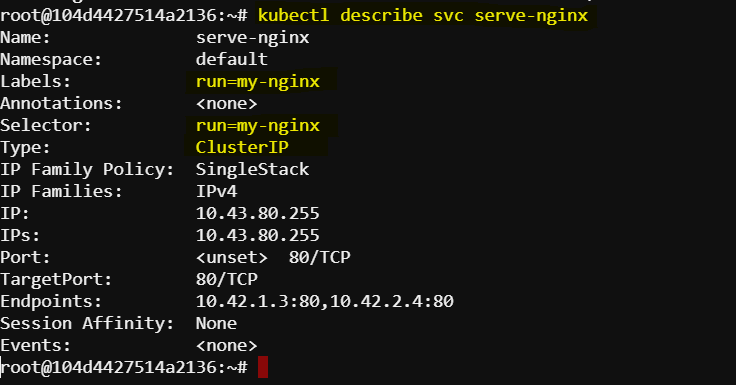 root@104d4427514a2136:~# kubectl describe svc serve-nginx
Name:              serve-nginx
Namespace:         default
Labels:            run=my-nginx
Annotations:       <none>
Selector:          run=my-nginx
Type:              ClusterIP
IP Family Policy:  SingleStack
IP Families:       IPv4
IP:                10.43.80.255
IPs:               10.43.80.255
Port:              <unset>  80/TCP
TargetPort:        80/TCP
Endpoints:         10.42.1.3:80,10.42.2.4:80
Session Affinity:  None
Events:            <none>
root@104d4427514a2136:~#